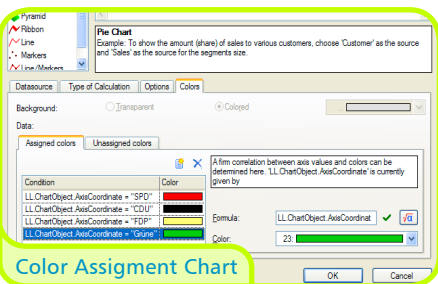 Pyramid
Ribbon
Line
Markers
Line/Markers
Pie Chart
Example: To show the amount (share) of sales to various customers, choose 'Customer' as the source
and 'Sales' as the source for the segments size.
Datasource Type of Calculation Options Colors
Background: Transparent Colored
Data:
Assigned colors Unassigned colors
A firm correlation between axis values and colors can be
determined here. 'LL.ChartObject.AxisCoordinate' is currently
given by
Condition Color
LL.ChartObject.AxisCoordinate = "SPD"
LL.ChartObject.AxisCoordinate = "CDU"
LL.ChartObject.AxisCoordinate = "FDP"
LL.ChartObject.AxisCoordinate = "Grüne"
Formula: LL.ChartObject.AxisCoordinat √α
Color: 23:
Color Assigment Chart
OK Cancel